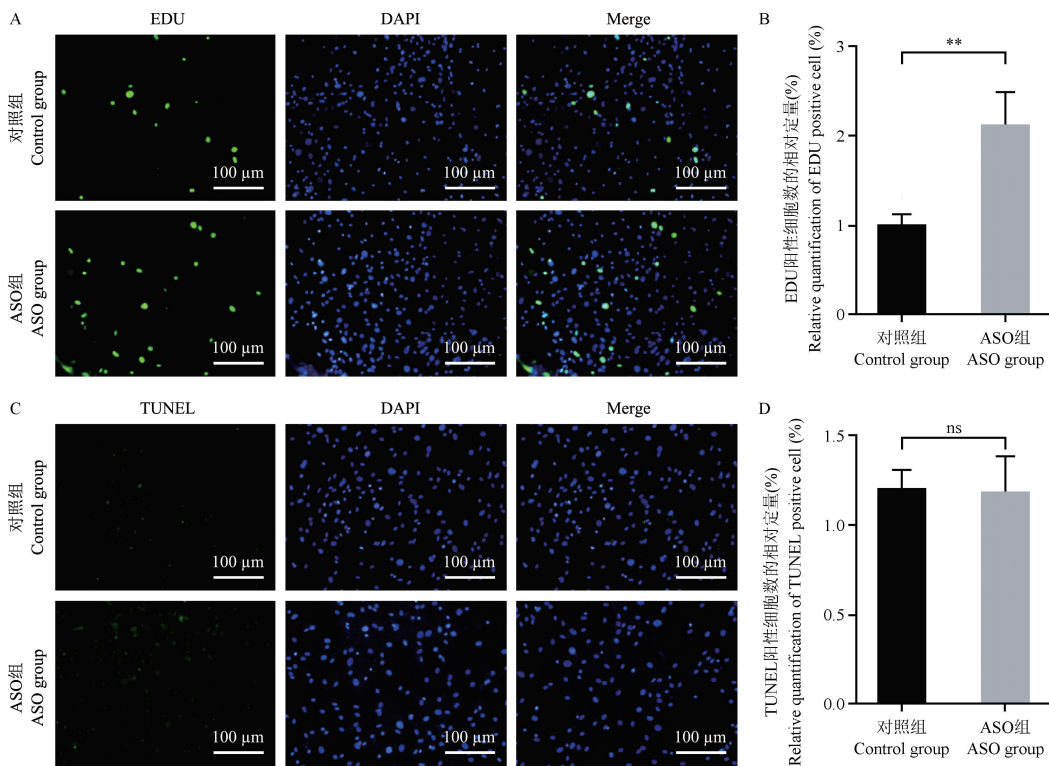 A
EDU
DAPI
Merge
对照组
Control group
100 µm
100 µm
100 µm
ASO组
ASO group
100 µm
100 µm
100 µm
B
EDU阳性细胞数的相对定量(%)
Relative quantification of EDU positive cell (%)
3
2
1
0
**
对照组
Control group
ASO组
ASO group
C
TUNEL
DAPI
Merge
对照组
Control group
100 µm
100 µm
100 µm
ASO组
ASO group
100 µm
100 µm
100 µm
D
TUNEL阳性细胞数的相对定量(%)
Relative quantification of TUNEL positive cell (%)
1.5
1.0
0.5
0.0
ns
对照组
Control group
ASO组
ASO group